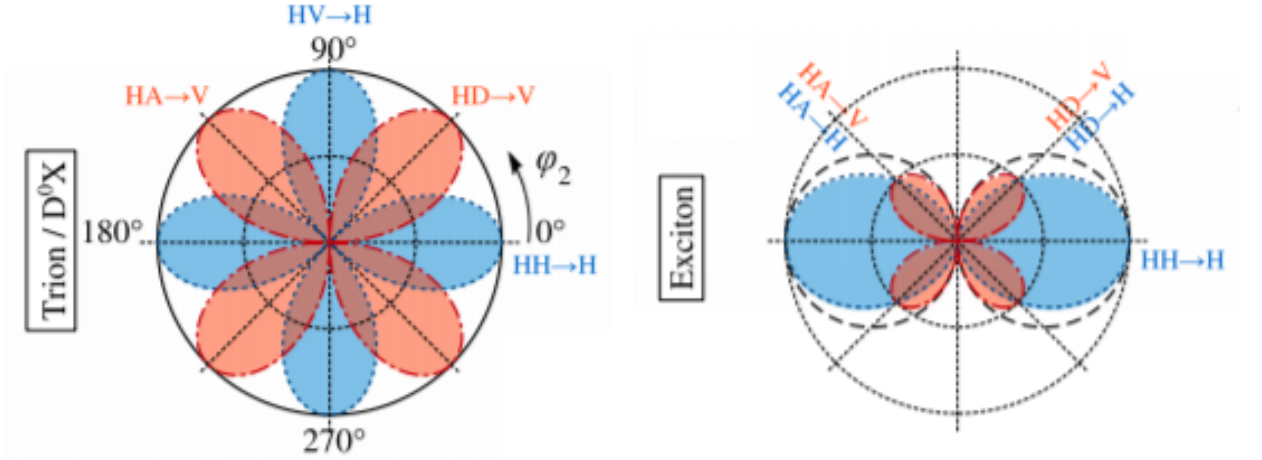 HV→H
90°
HA→V
HD→V
φ₂
180°
0°
HH→H
270°
Trion / D⁰X
HA→V
HA→H
HD→V
HD→H
HH→H
Exciton